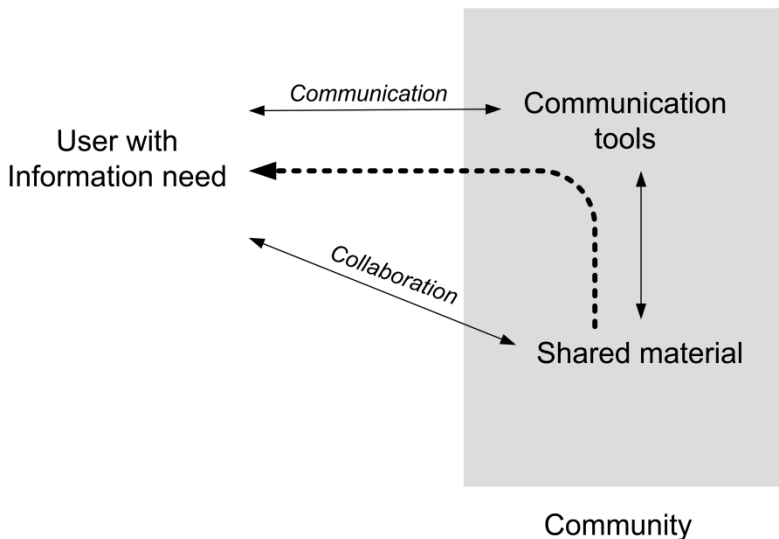 Communication
Communication
tools
User with
Information need
Collaboration
Shared material
Community